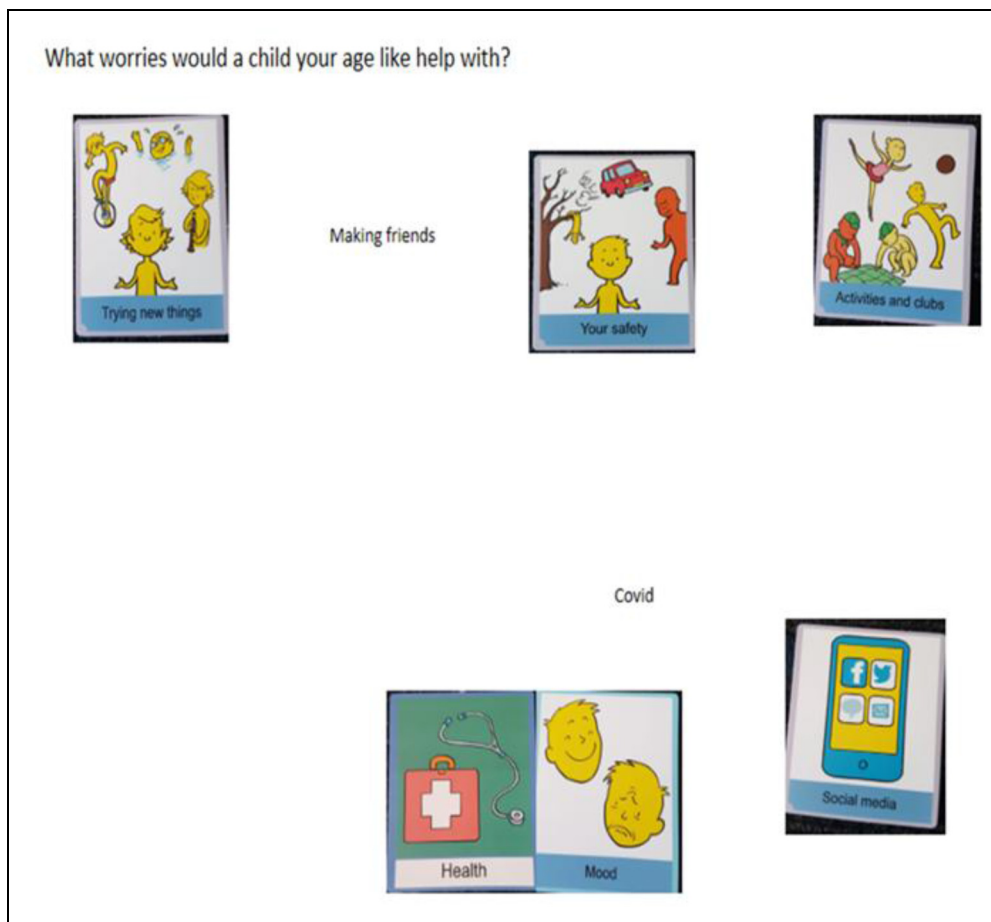 What worries would a child your age like help with?
Trying new things
Making friends
Your safety
Activities and clubs
Covid
Health
Mood
Social media